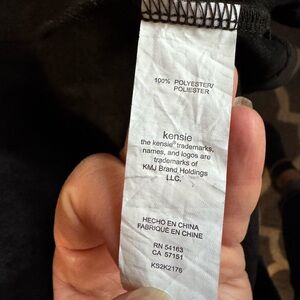 100% POLYESTER/
POLIESTER
kensie
the kensie® trademarks,
names, and logos are
trademarks of
KMJ Brand Holdings
LLC.
HECHO EN CHINA
FABRIQUÉ EN CHINE
RN 54163
CA 57151
KS2K2176